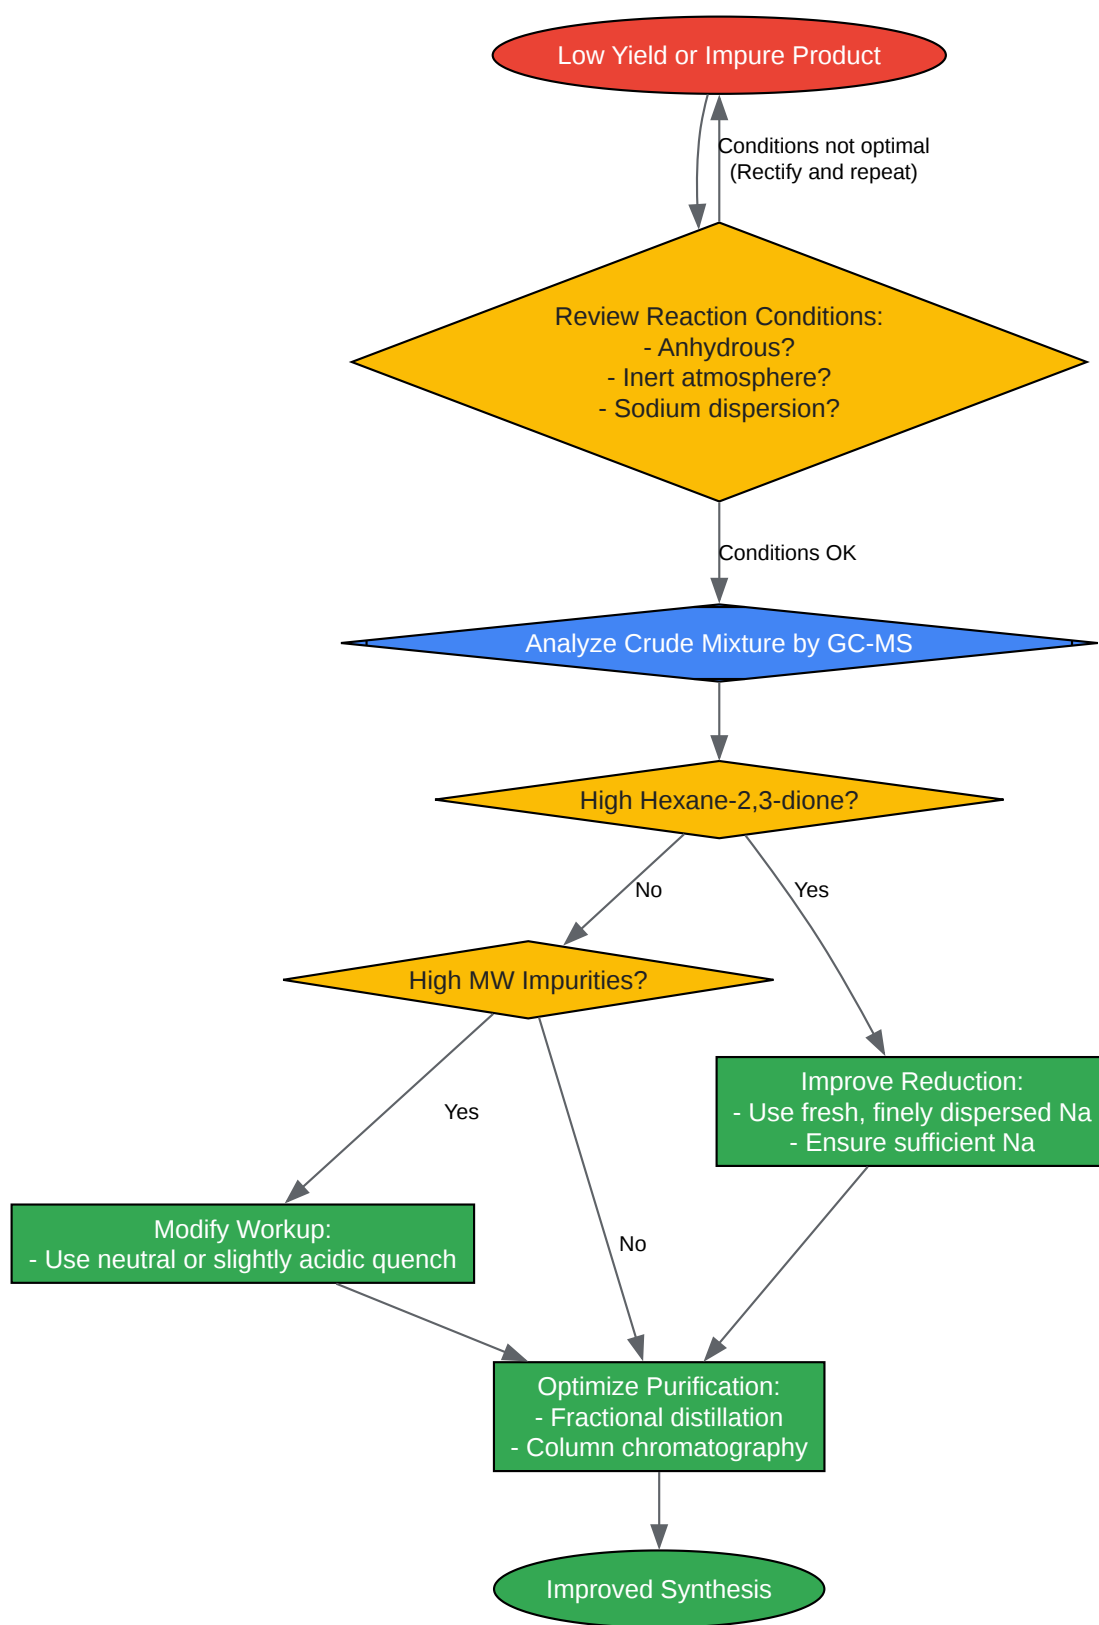 Low Yield or Impure Product
Conditions not optimal
(Rectify and repeat)
Review Reaction Conditions:
- Anhydrous?
- Inert atmosphere?
- Sodium dispersion?
Conditions OK
Analyze Crude Mixture by GC-MS
High Hexane-2,3-dione?
No
Yes
High MW Impurities?
Improve Reduction:
- Use fresh, finely dispersed Na
- Ensure sufficient Na
Yes
Modify Workup:
- Use neutral or slightly acidic quench
No
Optimize Purification:
- Fractional distillation
- Column chromatography
Improved Synthesis